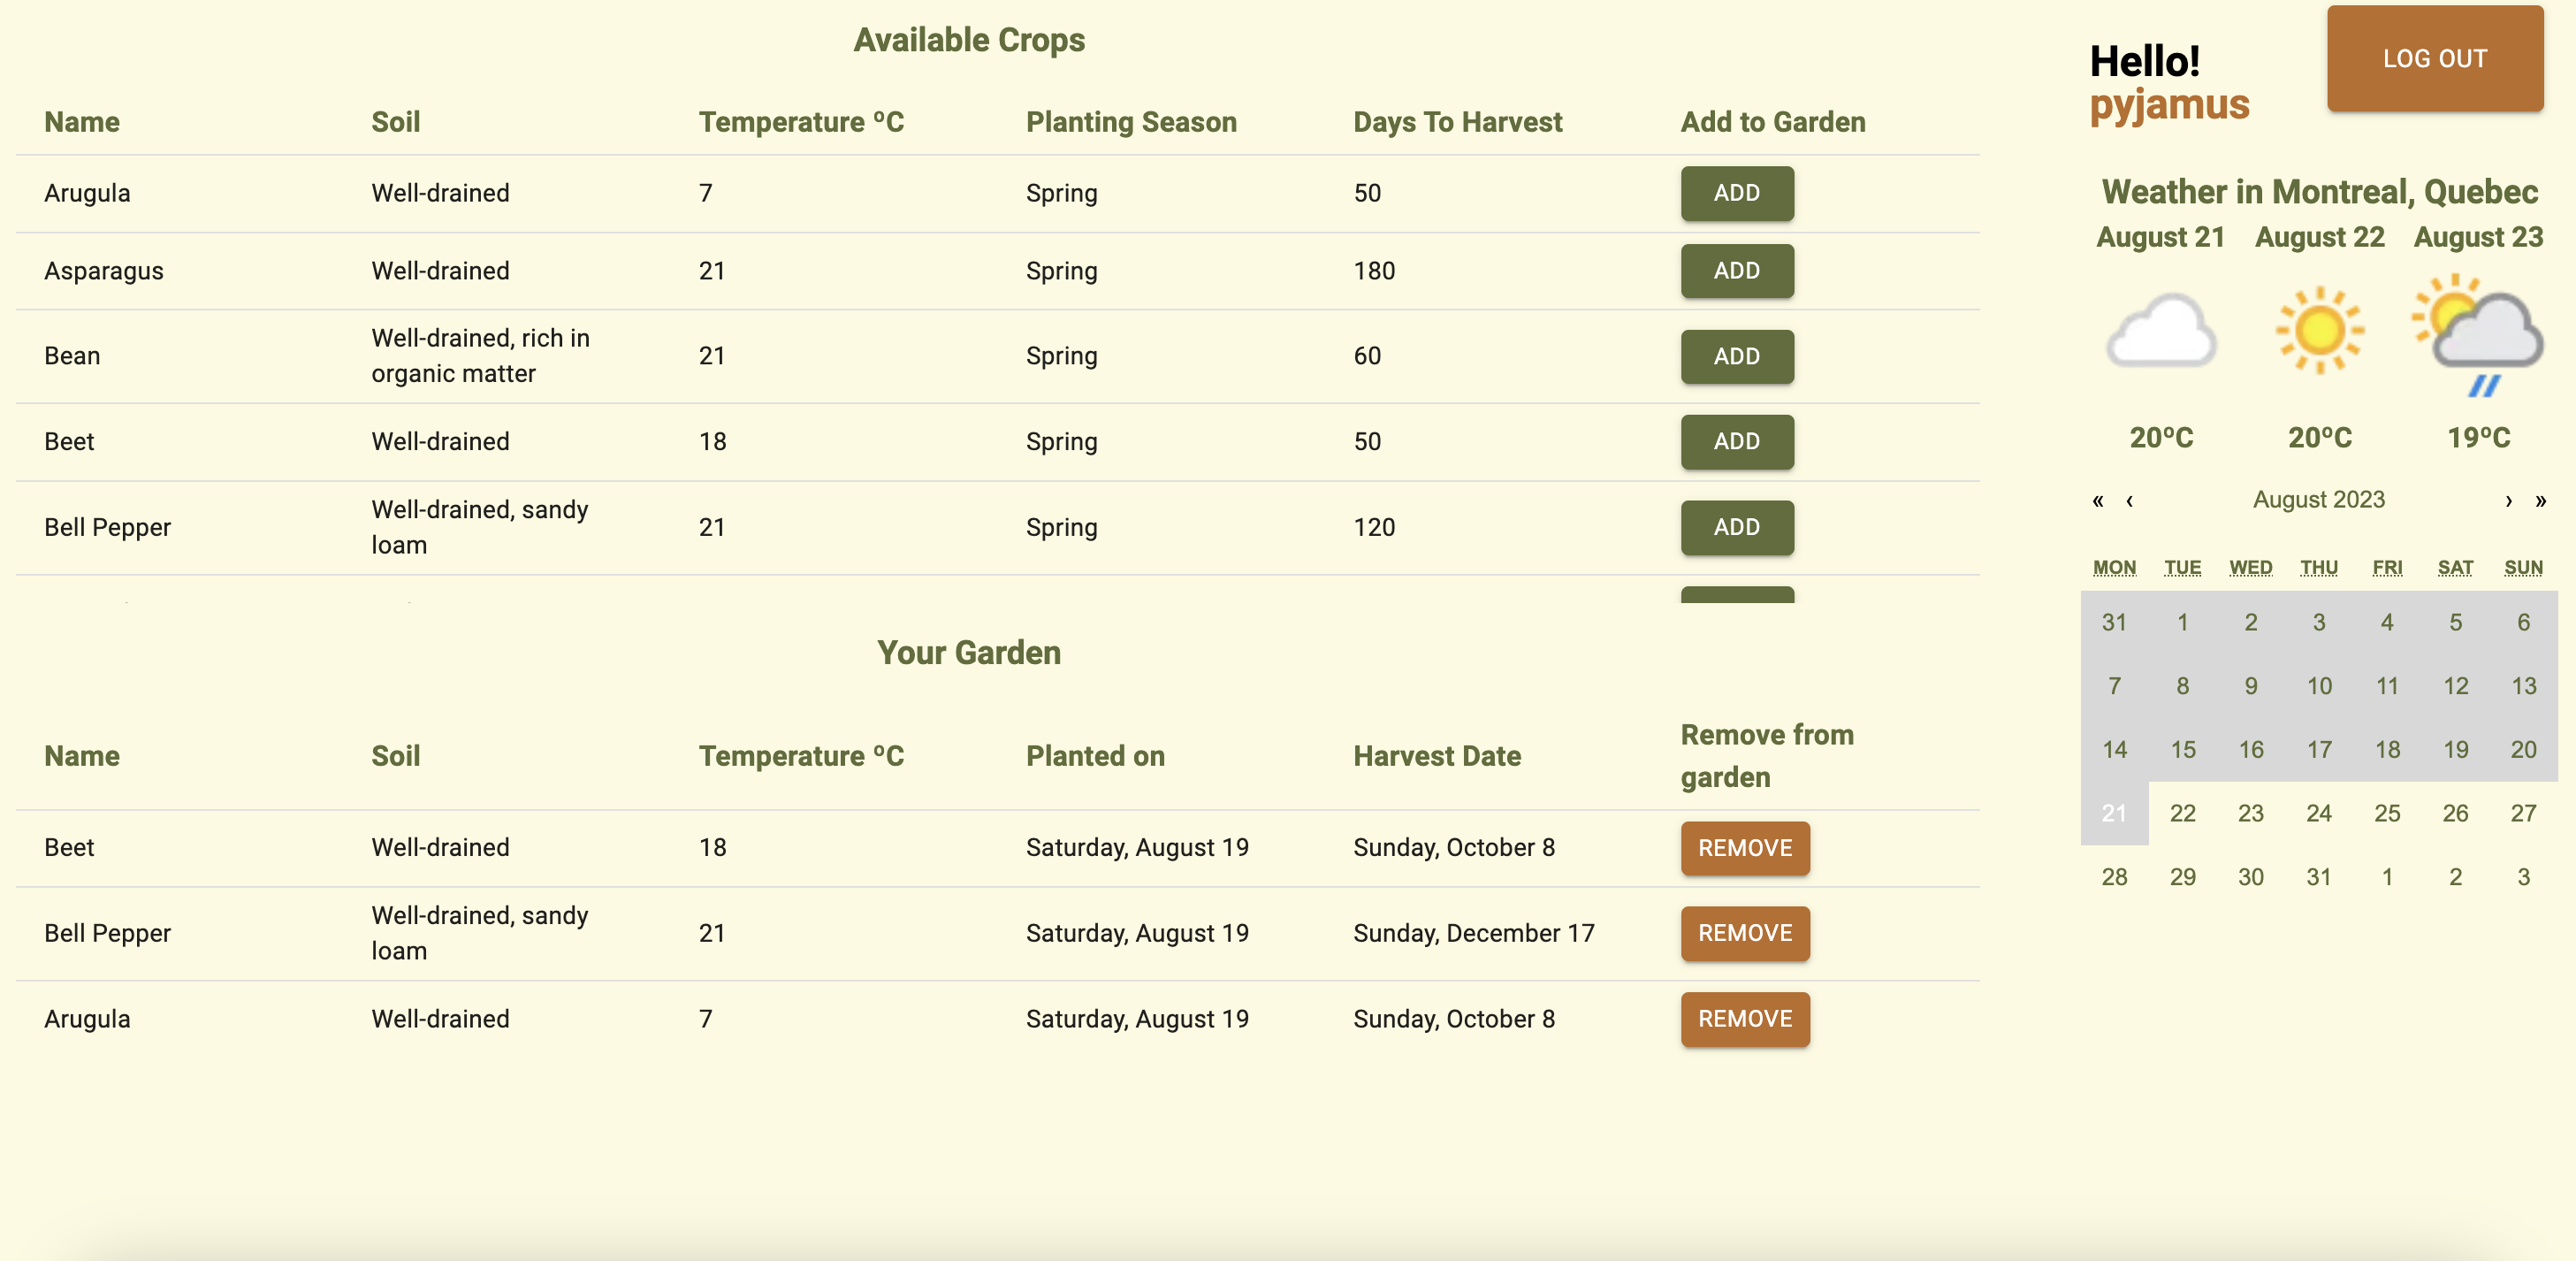 Available Crops
Name Soil Temperature ºC Planting Season Days To Harvest Add to Garden
Arugula Well-drained 7 Spring 50 ADD
Asparagus Well-drained 21 Spring 180 ADD
Bean Well-drained, rich in
organic matter 21 Spring 60 ADD
Beet Well-drained 18 Spring 50 ADD
Bell Pepper Well-drained, sandy
loam 21 Spring 120 ADD
Your Garden
Name Soil Temperature ºC Planted on Harvest Date Remove from
garden
Beet Well-drained 18 Saturday, August 19 Sunday, October 8 REMOVE
Bell Pepper Well-drained, sandy
loam 21 Saturday, August 19 Sunday, December 17 REMOVE
Arugula Well-drained 7 Saturday, August 19 Sunday, October 8 REMOVE
Hello!
pyjamus
LOG OUT
Weather in Montreal, Quebec
August 21 August 22 August 23
20ºC 20ºC 19ºC
« ‹ August 2023 › »
MON TUE WED THU FRI SAT SUN
31 1 2 3 4 5 6
7 8 9 10 11 12 13
14 15 16 17 18 19 20
21 22 23 24 25 26 27
28 29 30 31 1 2 3